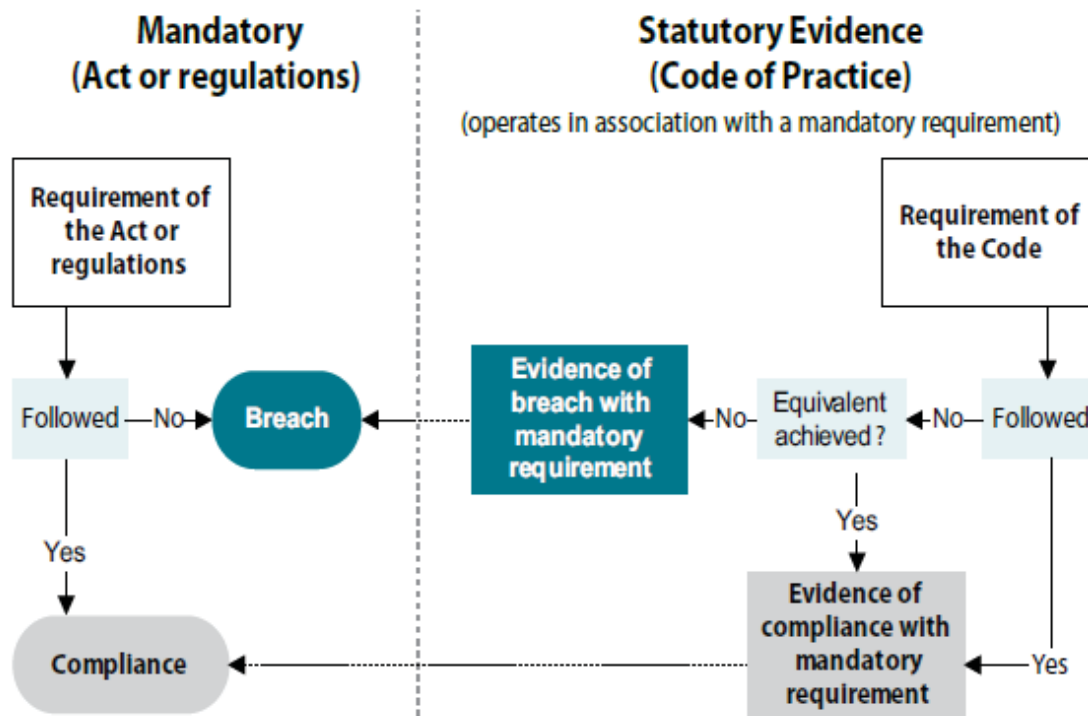 Mandatory
(Act or regulations)
Statutory Evidence
(Code of Practice)
(operates in association with a mandatory requirement)
Requirement of
the Act or
regulations
Requirement of
the Code
Followed
No
Breach
Evidence of
breach with
mandatory
requirement
No
Equivalent
achieved?
No
Followed
Yes
Yes
Compliance
Evidence of
compliance with
mandatory
requirement
Yes